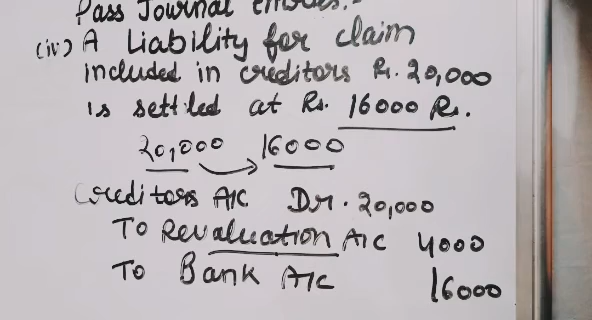 Pass Journal entries.
(iv) A Liability for claim
included in creditors Rs. 20,000
is settled at Rs. 16000 Rs.
20,000 16000
Creditors A/C Dr. 20,000
To Revaluation A/C 4000
To Bank A/C 16000